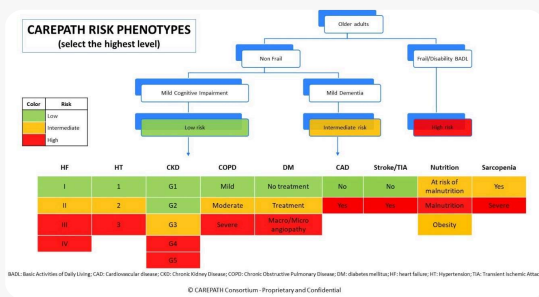 CAREPATH RISK PHENOTYPES
(select the highest level)
Older adults
Non Frail
Frail/Disability BADL
Mild Cognitive Impairment
Mild Dementia
Low risk
Intermediate risk
High risk
Color Risk
Low
Intermediate
High
HF HT CKD COPD DM CAD Stroke/TIA Nutrition Sarcopenia
I 1 G1 Mild No treatment No No At risk of malnutrition Yes
II 2 G2 Moderate Treatment Yes Yes Malnutrition Severe
III 3 G3 Severe Macro/Micro angiopathy Obesity
IV G4
G5
BADL: Basic Activities of Daily Living; CAD: Cardiovascular disease; CKD: Chronic Kidney Disease; COPD: Chronic Obstructive Pulmonary Disease; DM: diabetes mellitus; HF: heart failure; HT: Hypertension; TIA: Transient Ischemic Attac
© CAREPATH Consortium - Proprietary and Confidential